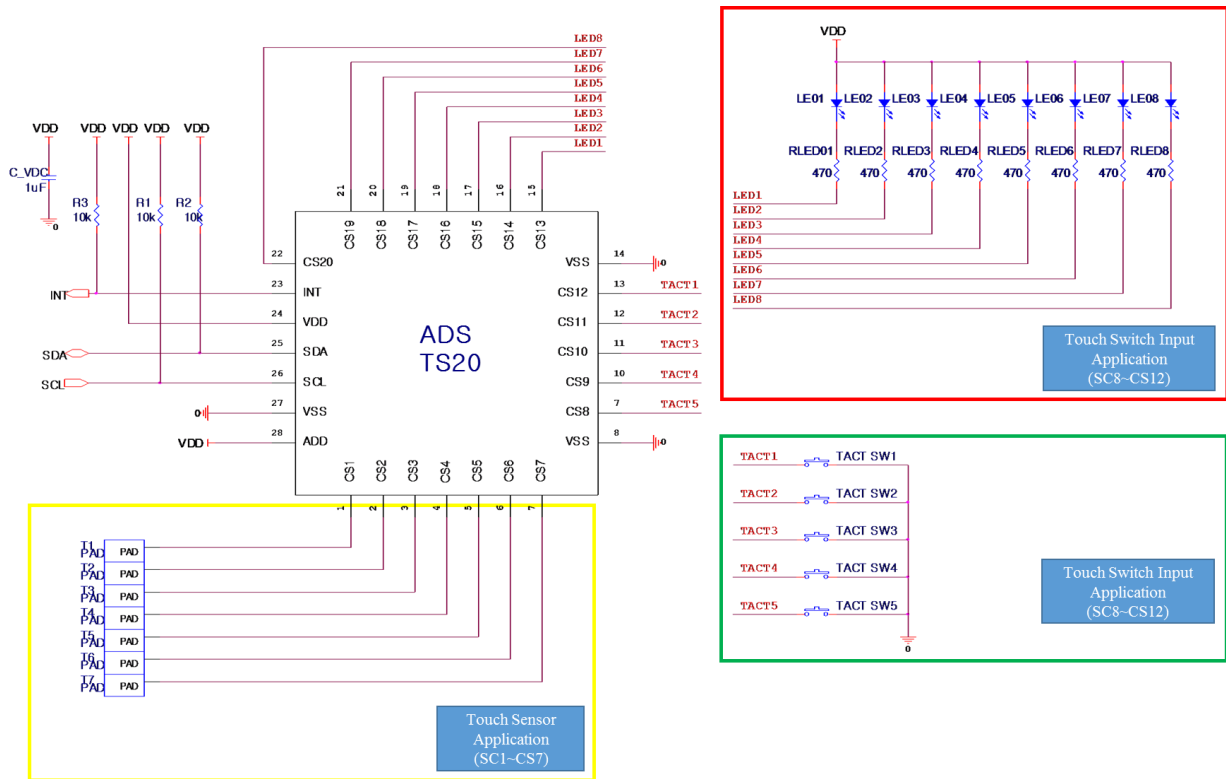 LED8
LED7
LED6
LED5
LED4
LED3
LED2
LED1
VDD
VDD
VDD
VDD
VDD
C_VDC
1uF
0
R3
10k
R1
10k
R2
10k
INT
SDA
SCL
0
VDD
21
20
19
18
17
16
15
CS19
CS18
CS17
CS16
CS15
CS14
CS13
22
CS20
23
INT
24
VDD
25
SDA
26
SCL
27
VSS
28
ADD
ADS
TS20
VSS
14
0
CS12
13
TACT1
CS11
12
TACT2
CS10
11
TACT3
CS9
10
TACT4
CS8
7
TACT5
VSS
8
0
CS1
CS2
CS3
CS4
CS5
CS6
CS7
1
2
3
4
5
6
7
T1
PAD
PAD
T2
PAD
PAD
T3
PAD
PAD
T4
PAD
PAD
T5
PAD
PAD
T6
PAD
PAD
T7
PAD
PAD
Touch Sensor
Application
(SC1~CS7)
VDD
LE01
LE02
LE03
LE04
LE05
LE06
LE07
LE08
RLED01
RLED2
RLED3
RLED4
RLED5
RLED6
RLED7
RLED8
470
470
470
470
470
470
470
470
LED1
LED2
LED3
LED4
LED5
LED6
LED7
LED8
Touch Switch Input
Application
(SC8~CS12)
TACT1
TACT SW1
TACT2
TACT SW2
TACT3
TACT SW3
TACT4
TACT SW4
TACT5
TACT SW5
0
Touch Switch Input
Application
(SC8~CS12)